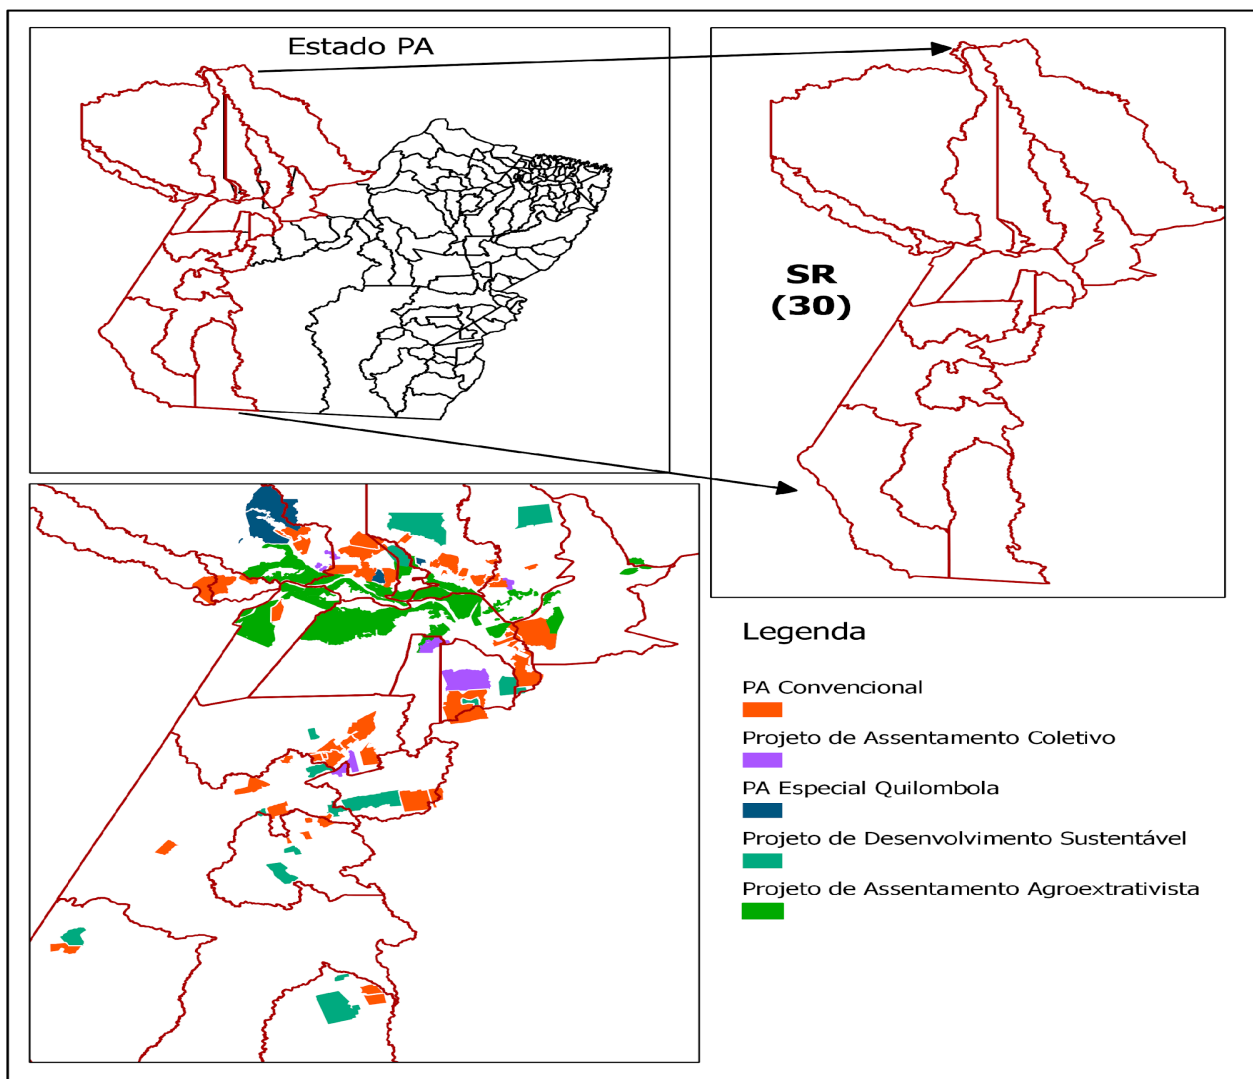 Estado PA
SR
(30)
Legenda
PA Convencional
Projeto de Assentamento Coletivo
PA Especial Quilombola
Projeto de Desenvolvimento Sustentável
Projeto de Assentamento Agroextrativista